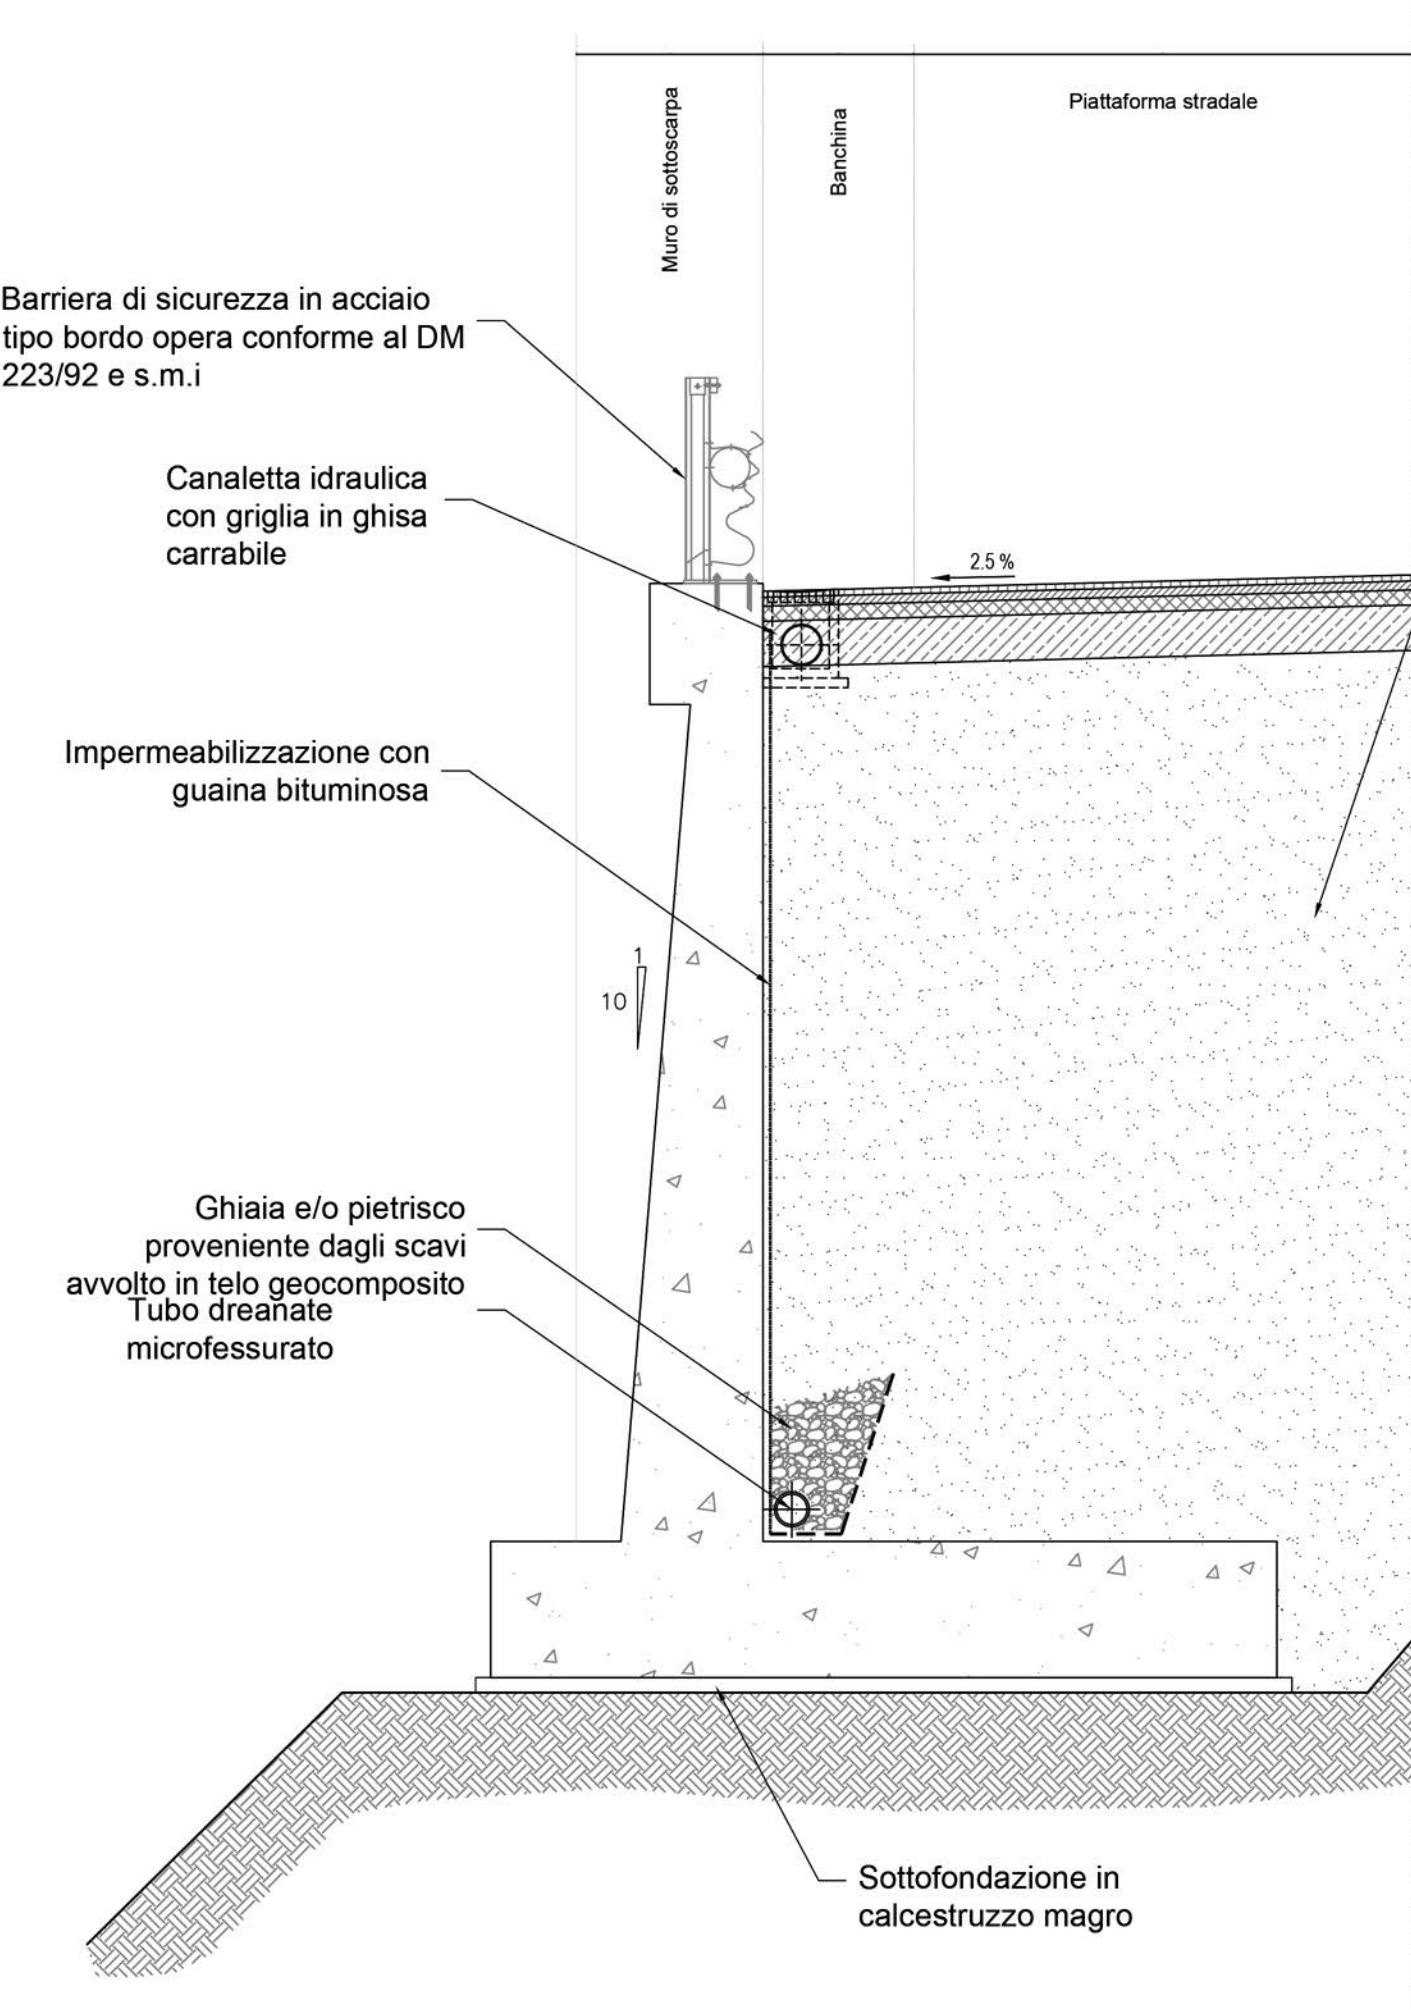 Muro di sottoscarpa
Banchina
Piattaforma stradale
Barriera di sicurezza in acciaio
tipo bordo opera conforme al DM
223/92 e s.m.i
Canaletta idraulica
con griglia in ghisa
carrabile
2.5 %
Impermeabilizzazione con
guaina bituminosa
1
10
Ghiaia e/o pietrisco
proveniente dagli scavi
avvolto in telo geocomposito
Tubo dreanate
microfessurato
Sottofondazione in
calcestruzzo magro